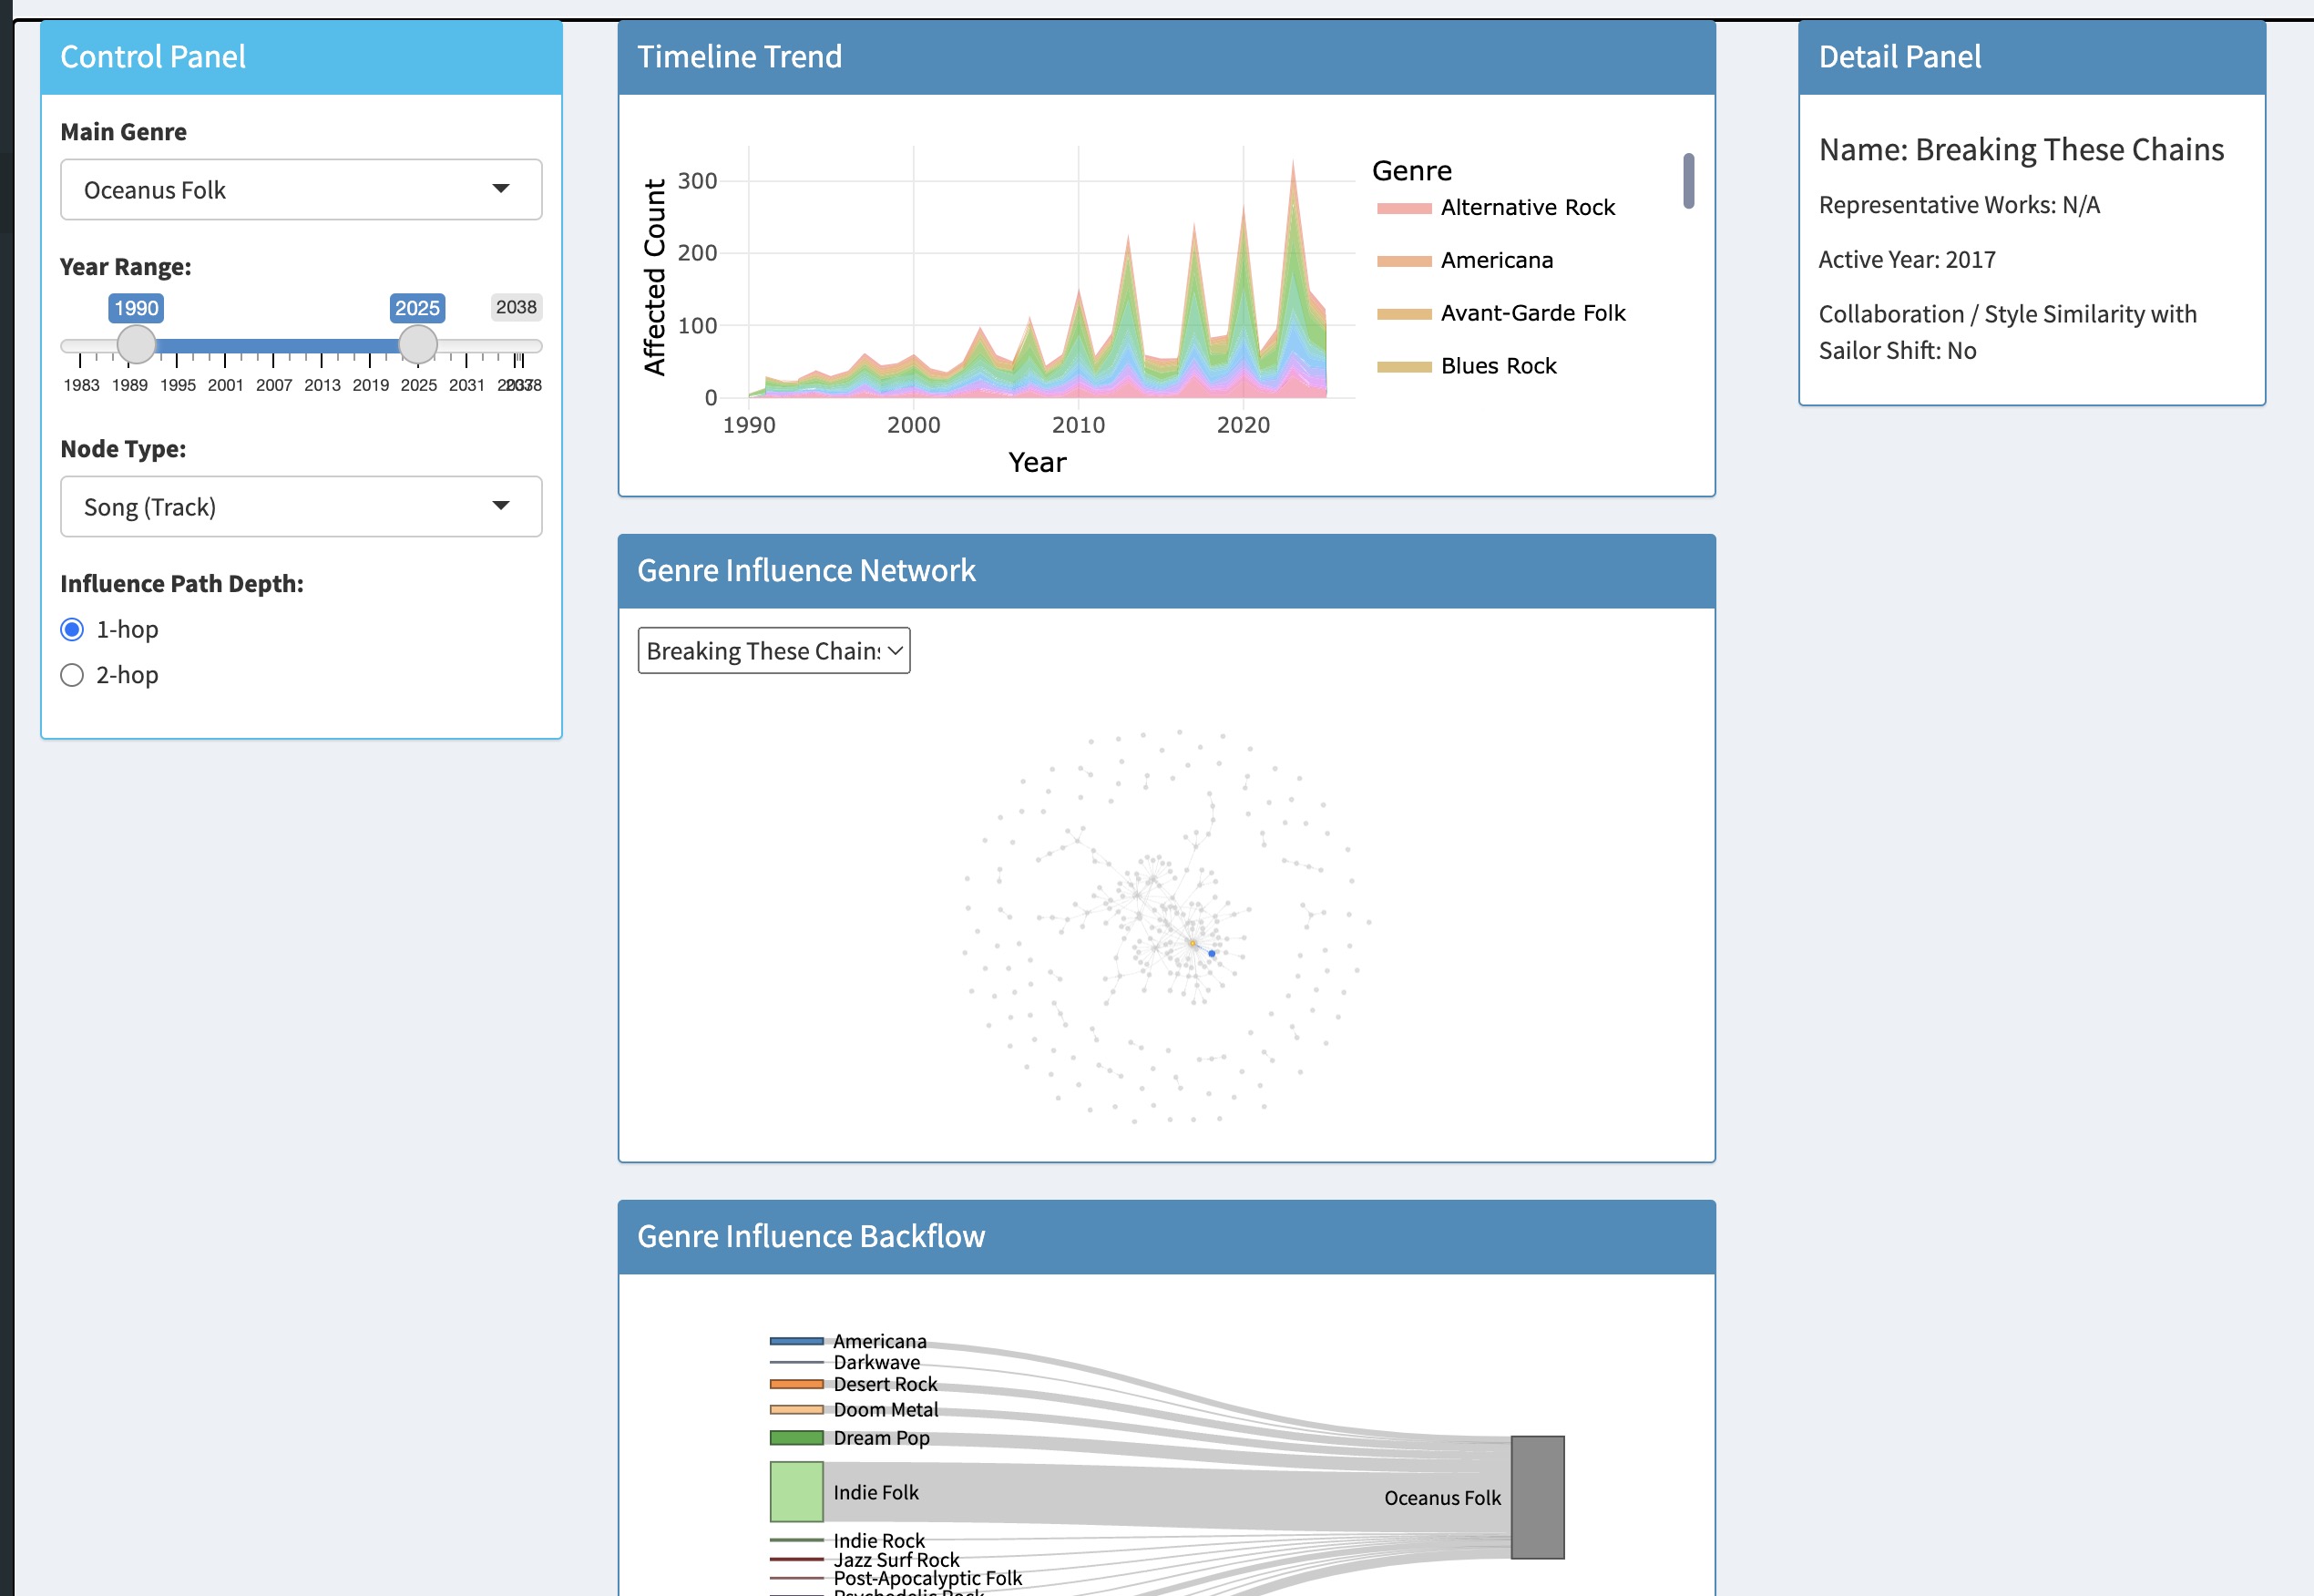 Control Panel
Main Genre
Oceanus Folk
Year Range:
1990
2025
2038
1983 1989 1995 2001 2007 2013 2019 2025 2031 2038
Node Type:
Song (Track)
Influence Path Depth:
1-hop
2-hop
Timeline Trend
Affected Count
300
200
100
0
1990 2000 2010 2020
Year
Genre
Alternative Rock
Americana
Avant-Garde Folk
Blues Rock
Genre Influence Network
Breaking These Chains
Genre Influence Backflow
Americana
Darkwave
Desert Rock
Doom Metal
Dream Pop
Indie Folk
Indie Rock
Jazz Surf Rock
Post-Apocalyptic Folk
Psychedelic Rock
Oceanus Folk
Detail Panel
Name: Breaking These Chains
Representative Works: N/A
Active Year: 2017
Collaboration / Style Similarity with
Sailor Shift: No